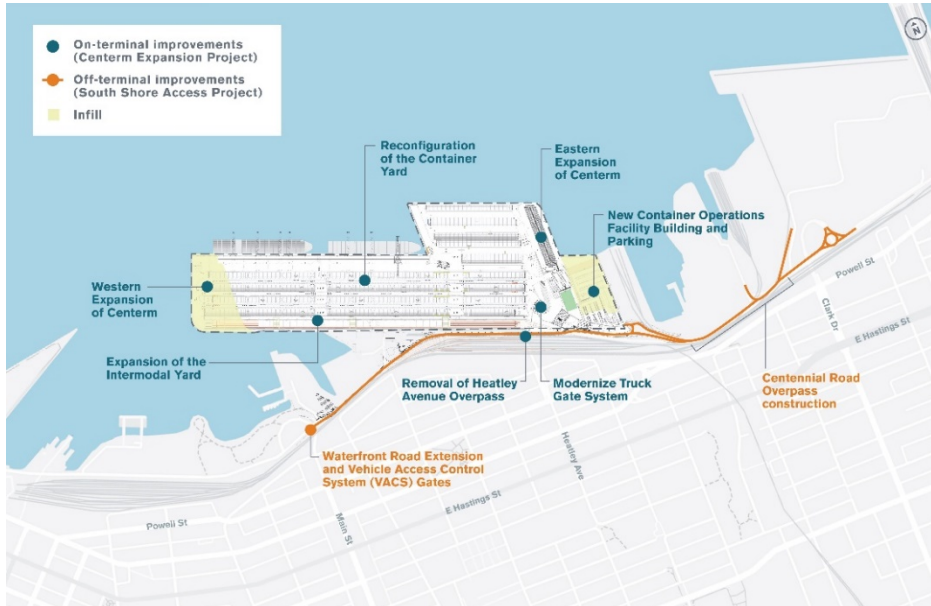 On-terminal improvements
(Centerm Expansion Project)
Off-terminal improvements
(South Shore Access Project)
Infill
N
Reconfiguration
of the Container
Yard
Eastern
Expansion
of Centerm
New Container Operations
Facility Building and
Parking
Western
Expansion
of Centerm
Expansion of the
Intermodal Yard
Removal of Heatley
Avenue Overpass
Modernize Truck
Gate System
Centennial Road
Overpass
construction
Waterfront Road Extension
and Vehicle Access Control
System (VACS) Gates
Powell St
Clark Dr
E Hastings St
Heatley Ave
E Hastings St
Main St
Powell St